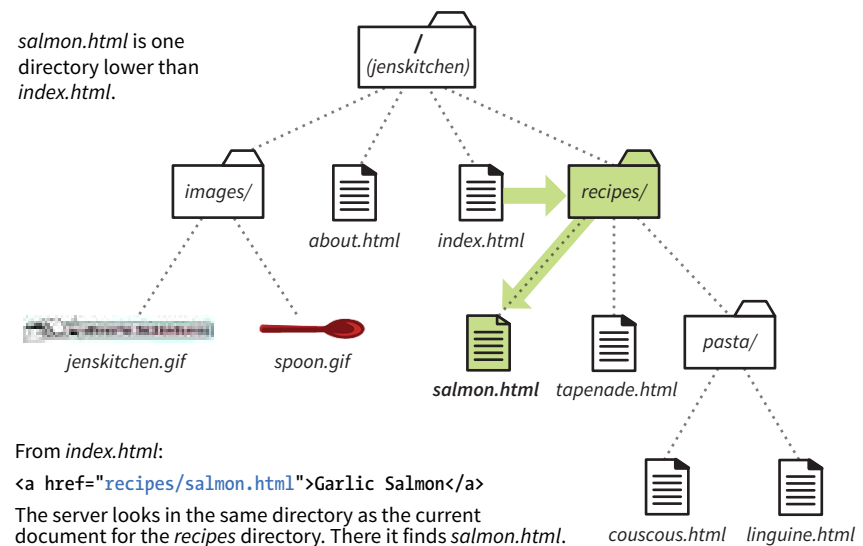 salmon.html is one
directory lower than
index.html.
/
(jenskitchen)
images/
about.html
index.html
recipes/
jenskitchen.gif
spoon.gif
salmon.html
tapenade.html
pasta/
couscous.html
linguine.html
From index.html:
<a href="recipes/salmon.html">Garlic Salmon</a>
The server looks in the same directory as the current
document for the recipes directory. There it finds salmon.html.